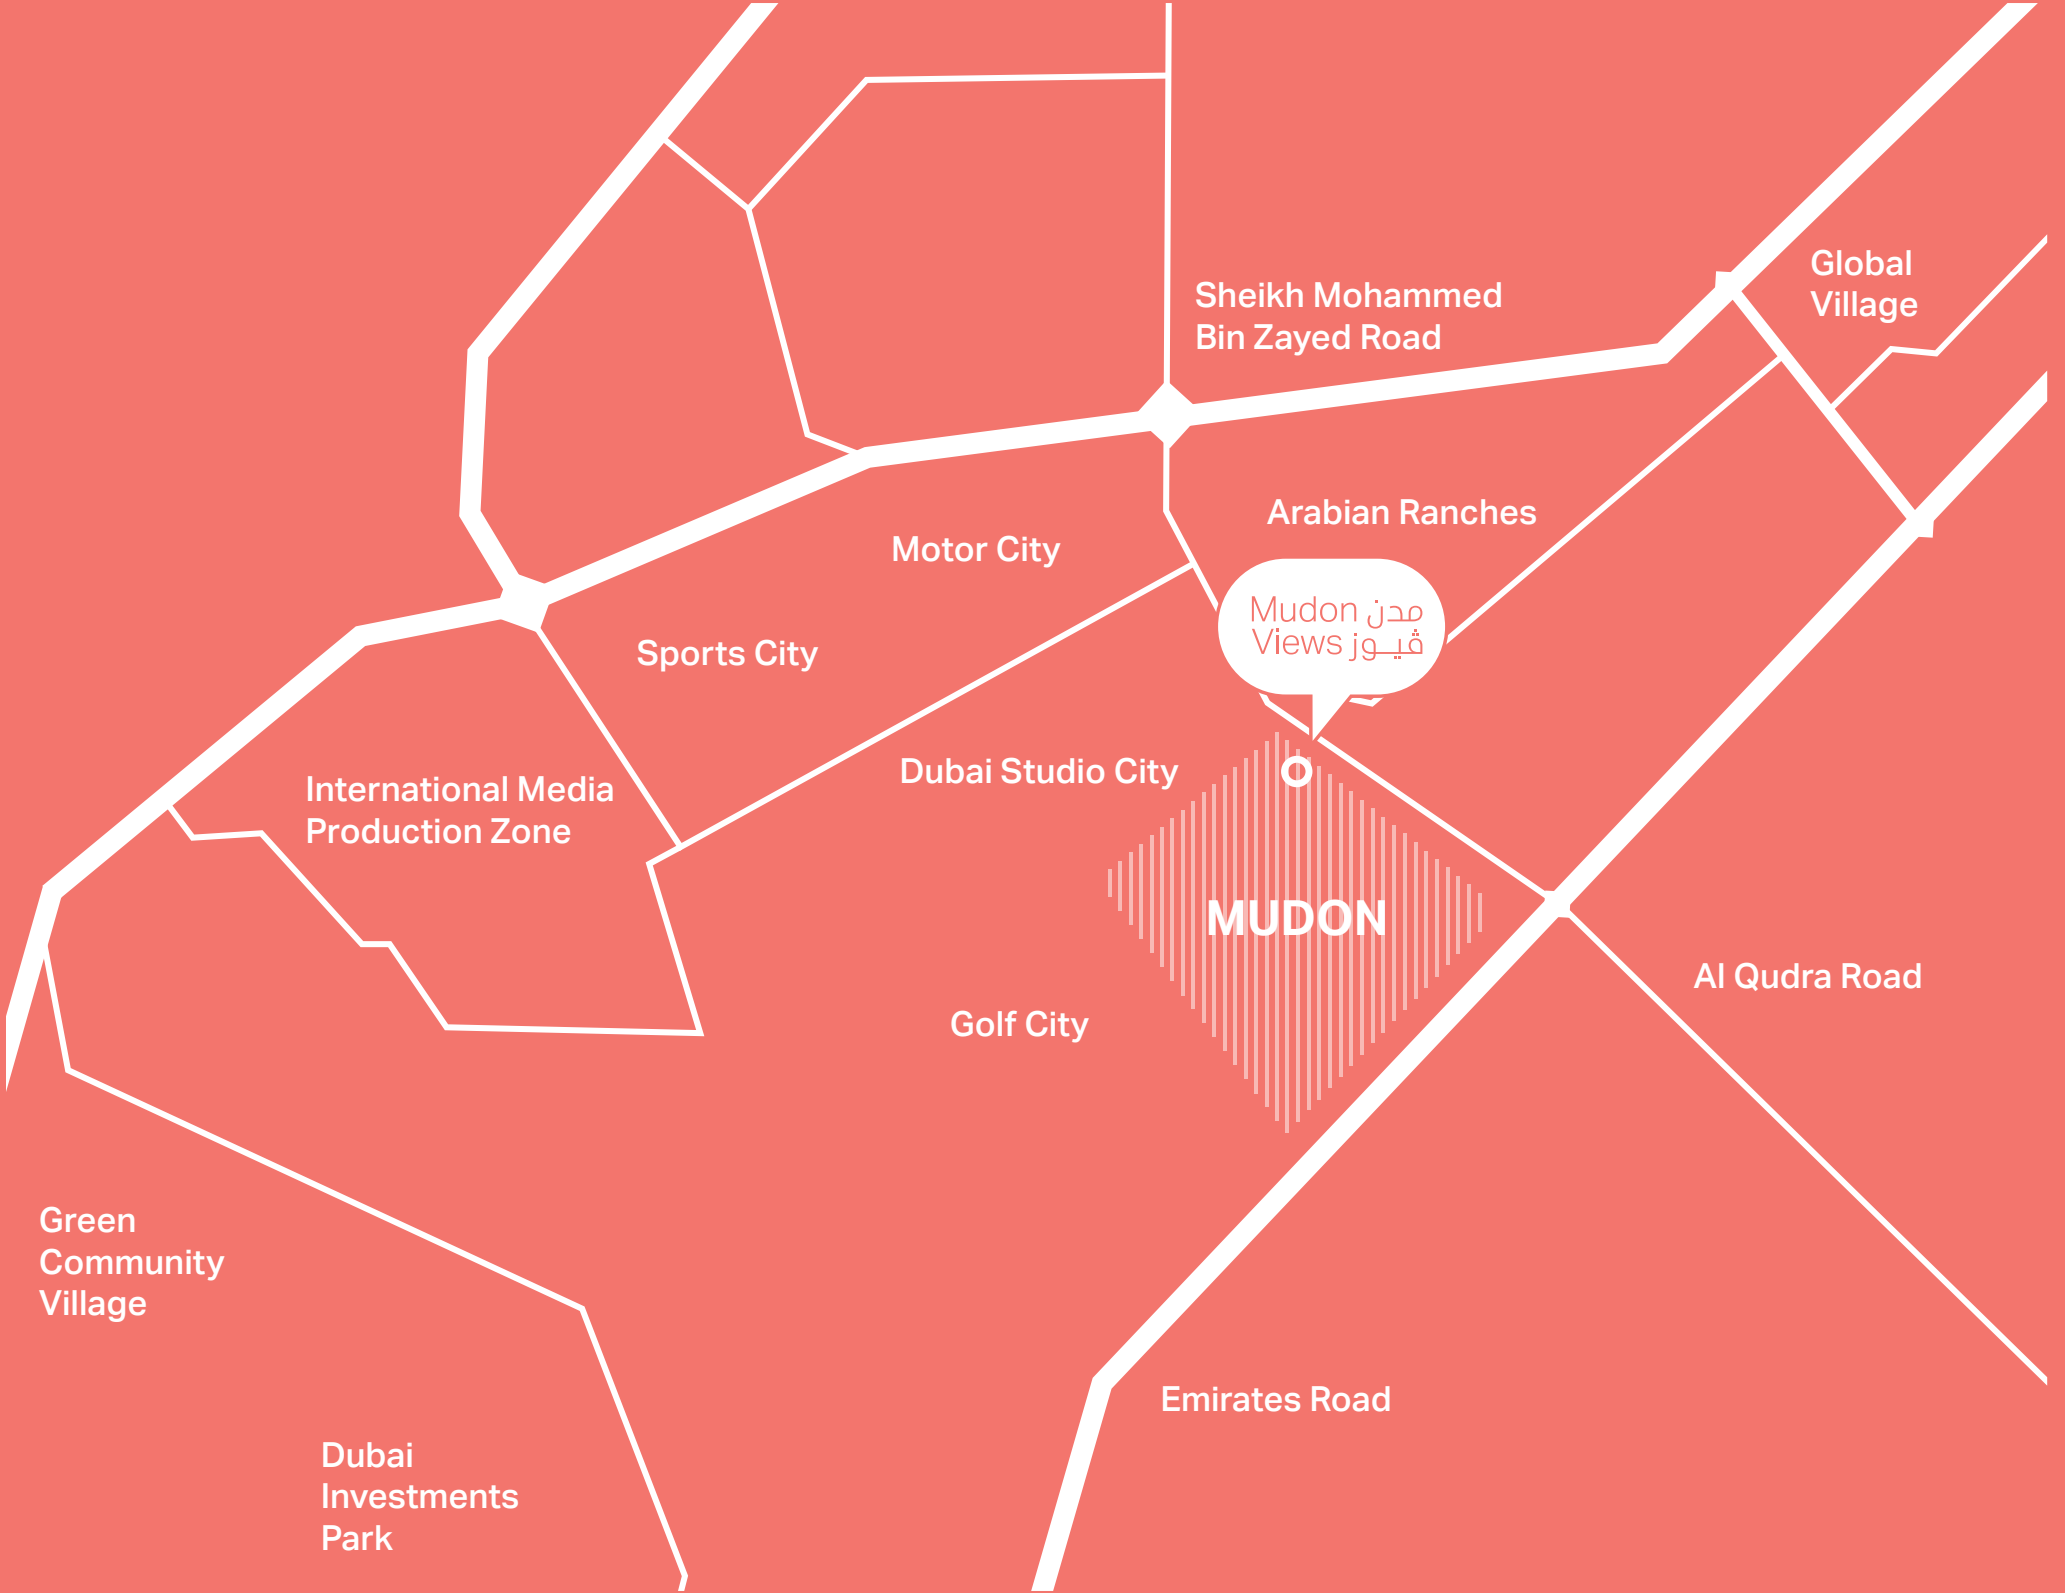 Global
Village
Sheikh Mohammed
Bin Zayed Road
Arabian Ranches
Motor City
Mudon مدن
Views ڤيوز
Sports City
Dubai Studio City
International Media
Production Zone
MUDON
Al Qudra Road
Golf City
Green
Community
Village
Emirates Road
Dubai
Investments
Park